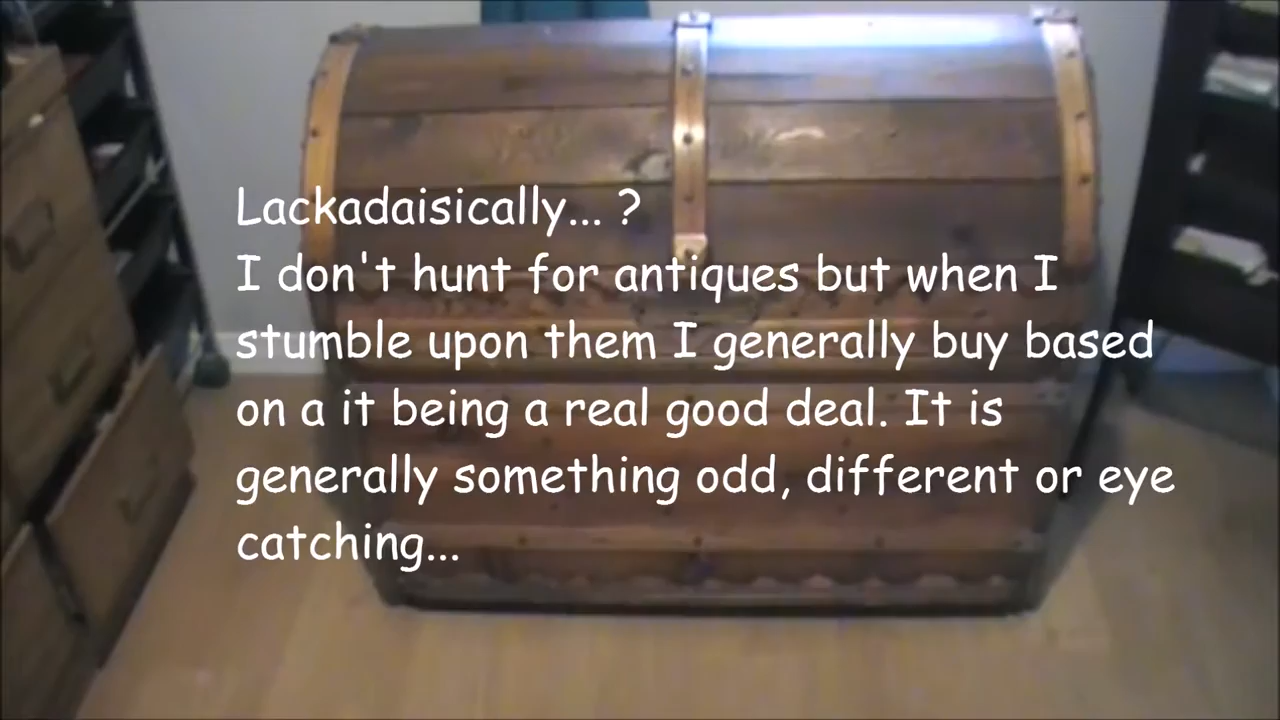 Lackadaisically... ?
I don't hunt for antiques but when I
stumble upon them I generally buy based
on a it being a real good deal. It is
generally something odd, different or eye
catching...